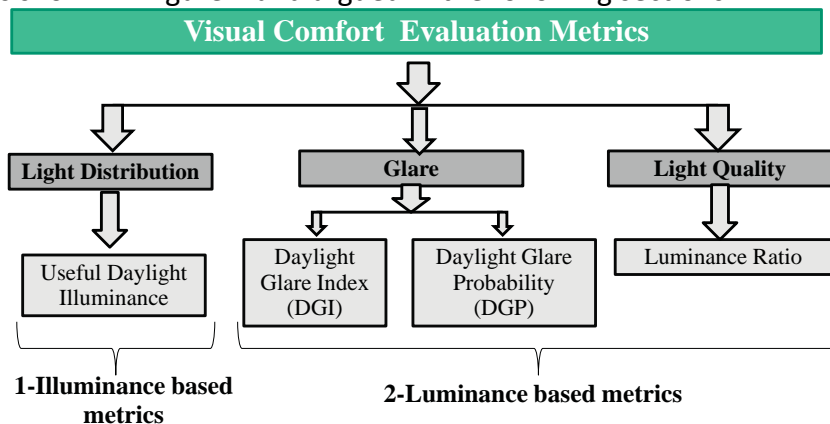 Visual Comfort Evaluation Metrics
Light Distribution
Glare
Light Quality
Useful Daylight
Illuminance
Daylight
Glare Index
(DGI)
Daylight Glare
Probability
(DGP)
Luminance Ratio
1-Illuminance based
metrics
2-Luminance based metrics